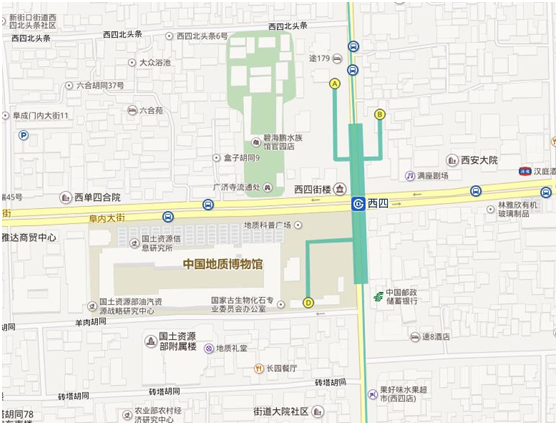 新街口街道西
四北头条社区
西四北头条
西四北头条6号
西四北头条
大众浴池
途179
六合胡同37号
A
B
六合苑
阜成门内大街11
P
碧海鹏水族
馆官园店
盒子胡同9
西安大院
满座剧场
汉庭酒
广济寺流通处
西四街楼
西单四合院
西四
林雅欣有机
玻璃制品
街
阜内大街
地质科普广场
雅达商贸中心
国土资源信
息研究所
中国地质博物馆
国土资源部油汽资
源战略研究中心
国家古生物化石专
业委员会办公室
D
中国邮政
储蓄银行
胡同
羊肉胡同
国土资源
部附属楼
地质礼堂
速8酒店
长园餐厅
砖塔胡同
砖塔胡同
果好味水果超
市(西四店)
胡同78
农业部农村经
济研究中心
街道大院社区